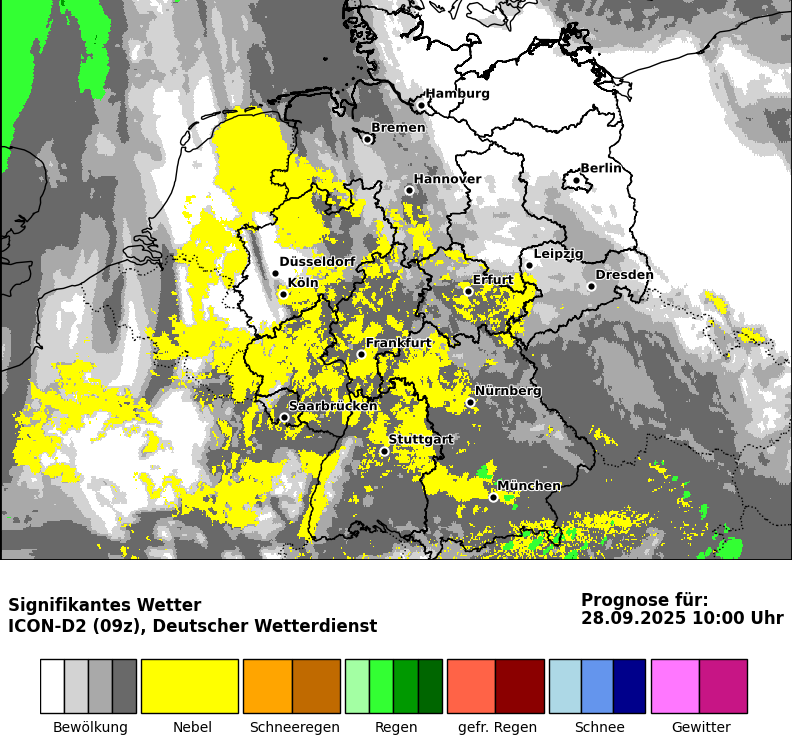 Hamburg
Bremen
Berlin
Hannover
Leipzig
Düsseldorf
Dresden
Köln
Erfurt
Frankfurt
Nürnberg
Saarbrücken
Stuttgart
München
Signifikantes Wetter
ICON-D2 (09z), Deutscher Wetterdienst
Prognose für:
28.09.2025 10:00 Uhr
Bewölkung Nebel Schneeregen Regen gefr. Regen Schnee Gewitter